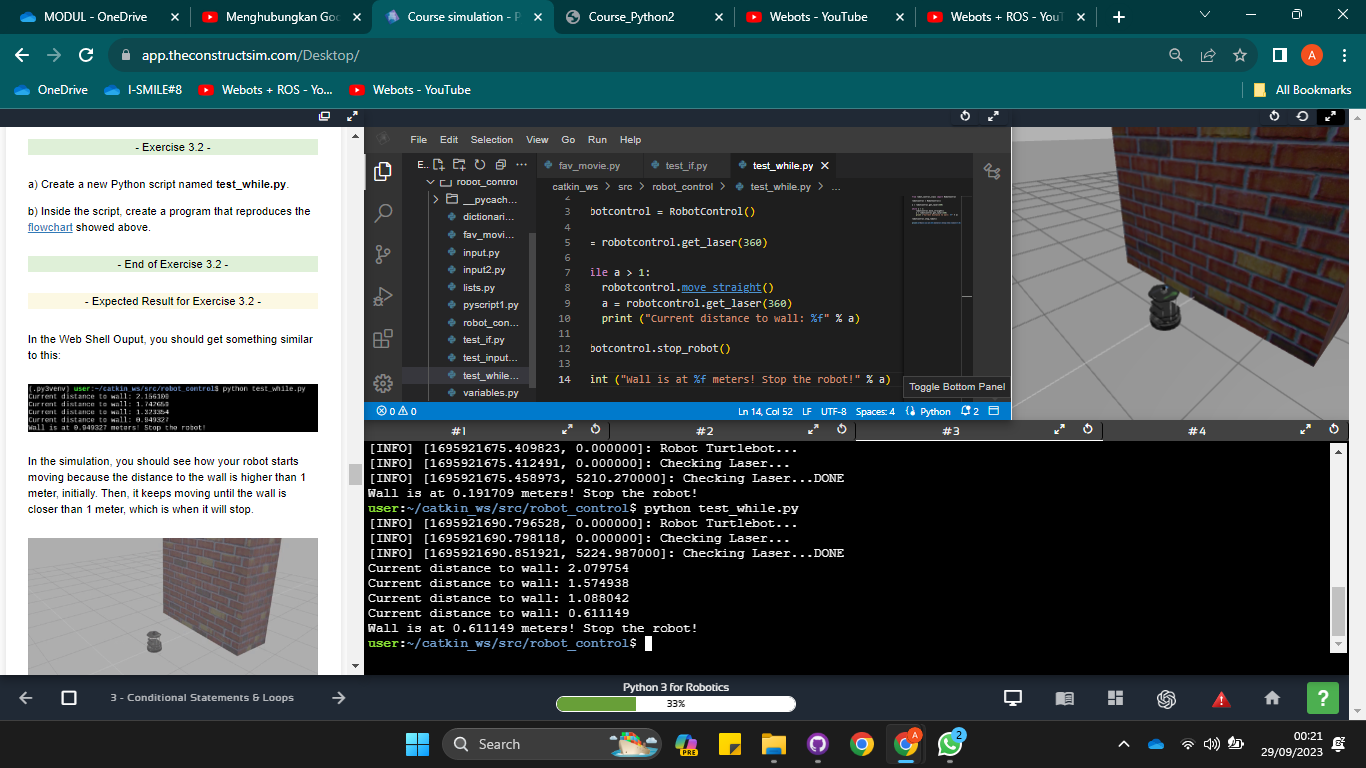 MODUL - OneDrive
Menghubungkan Goo
Course simulation - P
Course_Python2
Webots - YouTube
Webots + ROS - YouT
app.theconstructsim.com/Desktop/
A
OneDrive
I-SMILE#8
Webots + ROS - Yo...
Webots - YouTube
All Bookmarks
- Exercise 3.2 -
a) Create a new Python script named test_while.py.
b) Inside the script, create a program that reproduces the
flowchart showed above.
- End of Exercise 3.2 -
- Expected Result for Exercise 3.2 -
In the Web Shell Ouput, you should get something similar
to this:
(.py3venv) user:~/catkin_ws/src/robot_control$ python test_while.py
Current distance to wall: 2.156100
Current distance to wall: 1.742659
Current distance to wall: 1.323354
Current distance to wall: 0.949327
Wall is at 0.949327 meters! Stop the robot!
In the simulation, you should see how your robot starts
moving because the distance to the wall is higher than 1
meter, initially. Then, it keeps moving until the wall is
closer than 1 meter, which is when it will stop.
File Edit Selection View Go Run Help
E..
robot_control
__pycach...
dictionari...
fav_movi...
input.py
input2.py
lists.py
pyscript1.py
robot_con...
test_if.py
test_input...
test_while...
variables.py
fav_movie.py
test_if.py
test_while.py
catkin_ws > src > robot_control > test_while.py > ...
2
3 botcontrol = RobotControl()
4
5 = robotcontrol.get_laser(360)
6
7 ile a > 1:
8 robotcontrol.move_straight()
9 a = robotcontrol.get_laser(360)
10 print ("Current distance to wall: %f" % a)
11
12 botcontrol.stop_robot()
13
14 int ("Wall is at %f meters! Stop the robot!" % a)
Toggle Bottom Panel
0 0
Ln 14, Col 52 LF UTF-8 Spaces: 4 Python 2
#1
#2
#3
#4
[INFO] [1695921675.409823, 0.000000]: Robot Turtlebot...
[INFO] [1695921675.412491, 0.000000]: Checking Laser...
[INFO] [1695921675.458973, 5210.270000]: Checking Laser...DONE
Wall is at 0.191709 meters! Stop the robot!
user:~/catkin_ws/src/robot_control$ python test_while.py
[INFO] [1695921690.796528, 0.000000]: Robot Turtlebot...
[INFO] [1695921690.798118, 0.000000]: Checking Laser...
[INFO] [1695921690.851921, 5224.987000]: Checking Laser...DONE
Current distance to wall: 2.079754
Current distance to wall: 1.574938
Current distance to wall: 1.088042
Current distance to wall: 0.611149
Wall is at 0.611149 meters! Stop the robot!
user:~/catkin_ws/src/robot_control$
3 - Conditional Statements & Loops
Python 3 for Robotics
33%
?
Search
PRE
A
2
00:21
29/09/2023